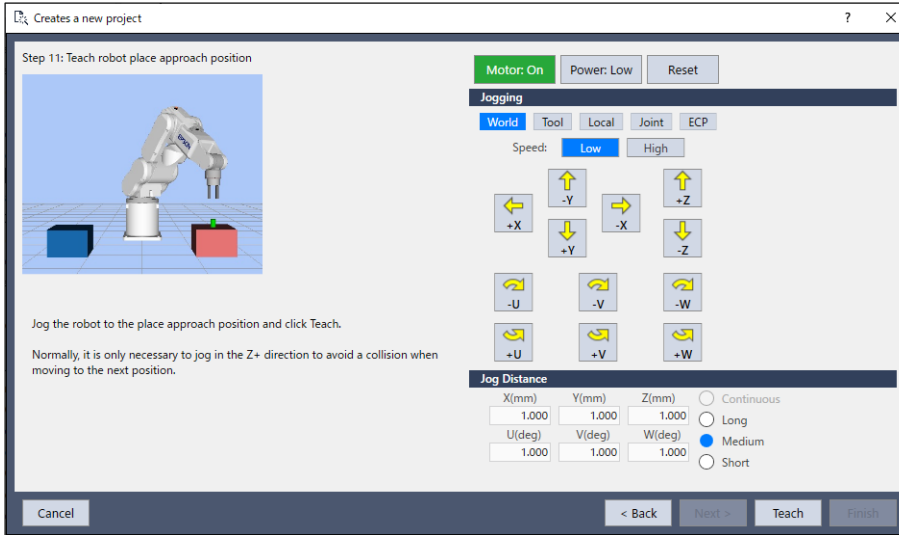 Creates a new project
?
Step 11: Teach robot place approach position
EPSON
Jog the robot to the place approach position and click Teach.
Normally, it is only necessary to jog in the Z+ direction to avoid a collision when
moving to the next position.
Motor: On Power: Low Reset
Jogging
World Tool Local Joint ECP
Speed: Low High
-Y +Z
+X -X
+Y -Z
-U -V -W
+U +V +W
Jog Distance
X(mm) Y(mm) Z(mm) Continuous
1.000 1.000 1.000 Long
U(deg) V(deg) W(deg) Medium
1.000 1.000 1.000 Short
Cancel < Back Next > Teach Finish